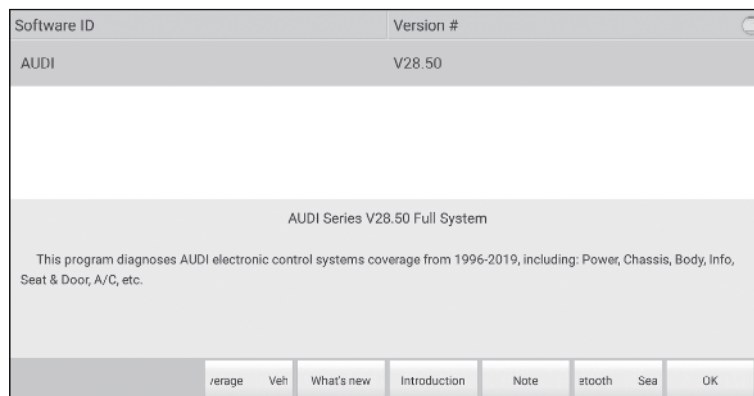 Software ID Version #
AUDI V28.50
AUDI Series V28.50 Full System
This program diagnoses AUDI electronic control systems coverage from 1996-2019, including: Power, Chassis, Body, Info,
Seat & Door, A/C, etc.
verage Veh What's new Introduction Note etooth Sea OK